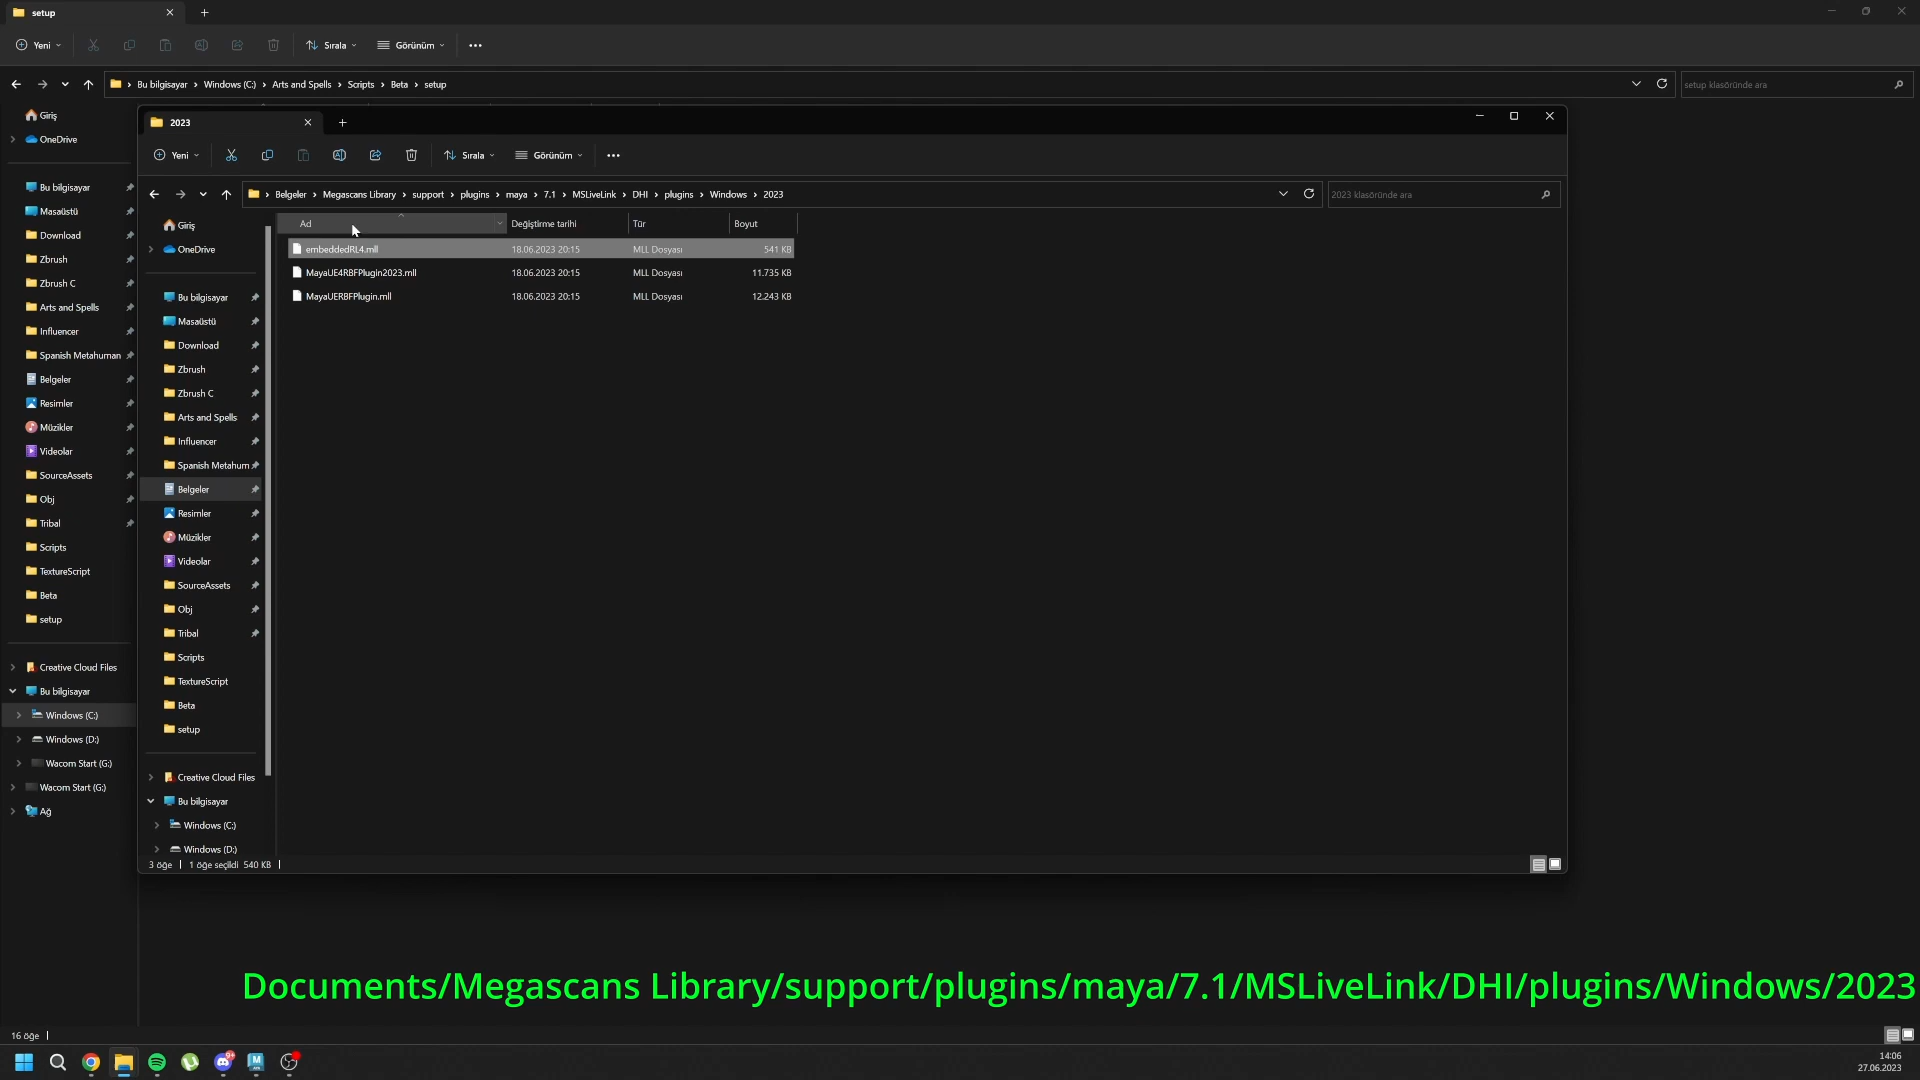 setup
Yeni
Sırala
Görünüm
Bu bilgisayar
Windows (C:)
Arts and Spells
Scripts
Beta
setup
setup klasöründe ara
Giriş
OneDrive
Bu bilgisayar
Masaüstü
Download
Zbrush
Zbrush C
Arts and Spells
Influencer
Spanish Metahuman
Belgeler
Resimler
Müzikler
Videolar
SourceAssets
Obj
Tribal
Scripts
TextureScript
Beta
setup
Creative Cloud Files
Bu bilgisayar
Windows (C:)
Windows (D:)
Wacom Start (G:)
Wacom Start (G:)
Ağ
16 öğe
2023
Yeni
Sırala
Görünüm
Belgeler
Megascans Library
support
plugins
maya
7.1
MSLiveLink
DHI
plugins
Windows
2023
2023 klasöründe ara
Giriş
OneDrive
Bu bilgisayar
Masaüstü
Download
Zbrush
Zbrush C
Arts and Spells
Influencer
Spanish Metahum
Belgeler
Resimler
Müzikler
Videolar
SourceAssets
Obj
Tribal
Scripts
TextureScript
Beta
setup
Creative Cloud Files
Bu bilgisayar
Windows (C:)
Windows (D:)
Ad Değiştirme tarihi Tür Boyut
embeddedRL4.mll 18.06.2023 20:15 MLL Dosyası 541 KB
MayaUE4RBFPlugin2023.mll 18.06.2023 20:15 MLL Dosyası 11.735 KB
MayaUERBFPlugin.mll 18.06.2023 20:15 MLL Dosyası 12.243 KB
3 öğe 1 öğe seçildi 540 KB
Documents/Megascans Library/support/plugins/maya/7.1/MSLiveLink/DHI/plugins/Windows/2023
9+
14:06
27.06.2023